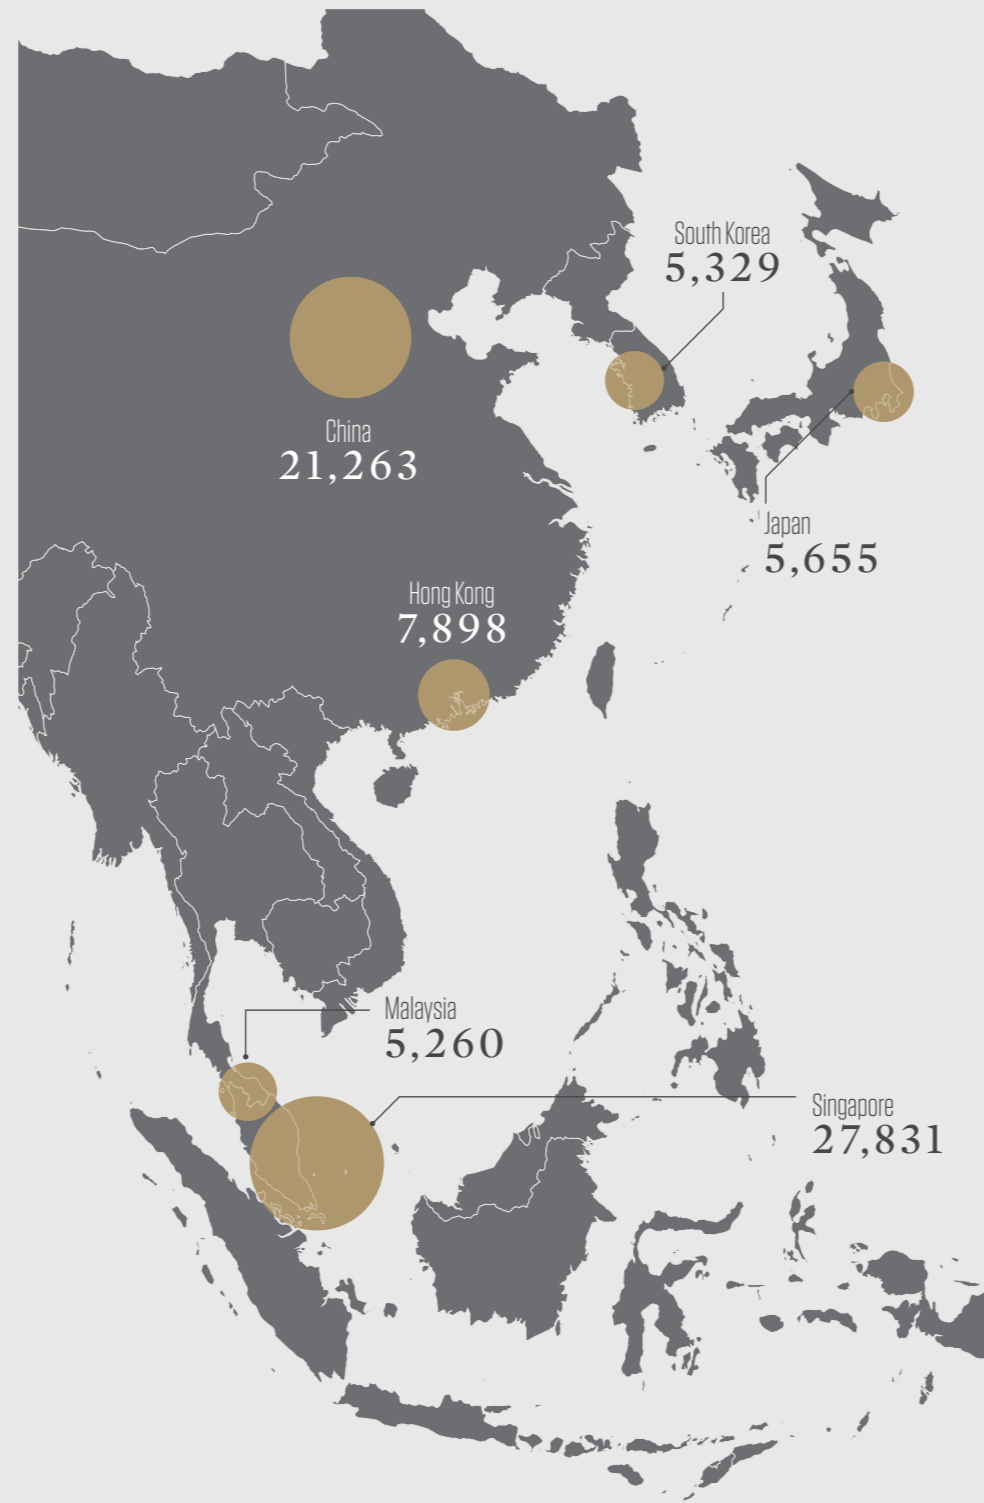 South Korea
5,329
China
21,263
Japan
5,655
Hong Kong
7,898
Malaysia
5,260
Singapore
27,831